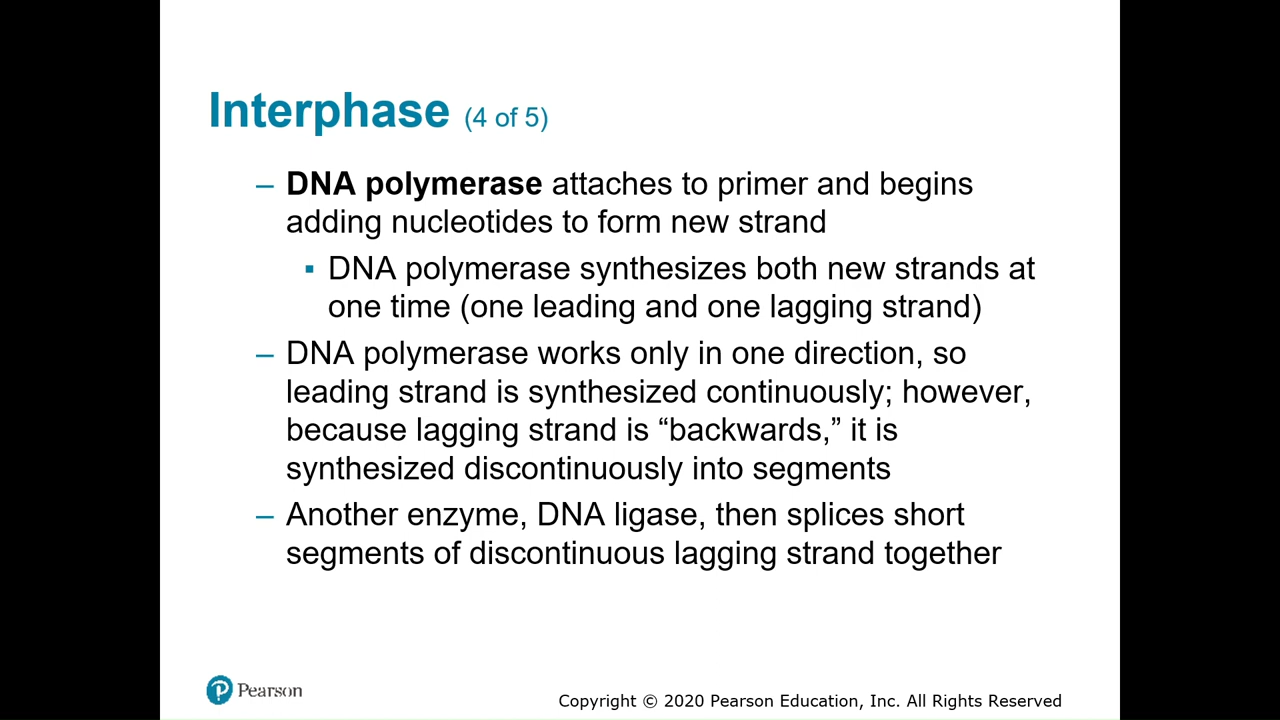 Interphase (4 of 5)
– DNA polymerase attaches to primer and begins
adding nucleotides to form new strand
▪ DNA polymerase synthesizes both new strands at
one time (one leading and one lagging strand)
– DNA polymerase works only in one direction, so
leading strand is synthesized continuously; however,
because lagging strand is “backwards,” it is
synthesized discontinuously into segments
– Another enzyme, DNA ligase, then splices short
segments of discontinuous lagging strand together
P Pearson
Copyright © 2020 Pearson Education, Inc. All Rights Reserved